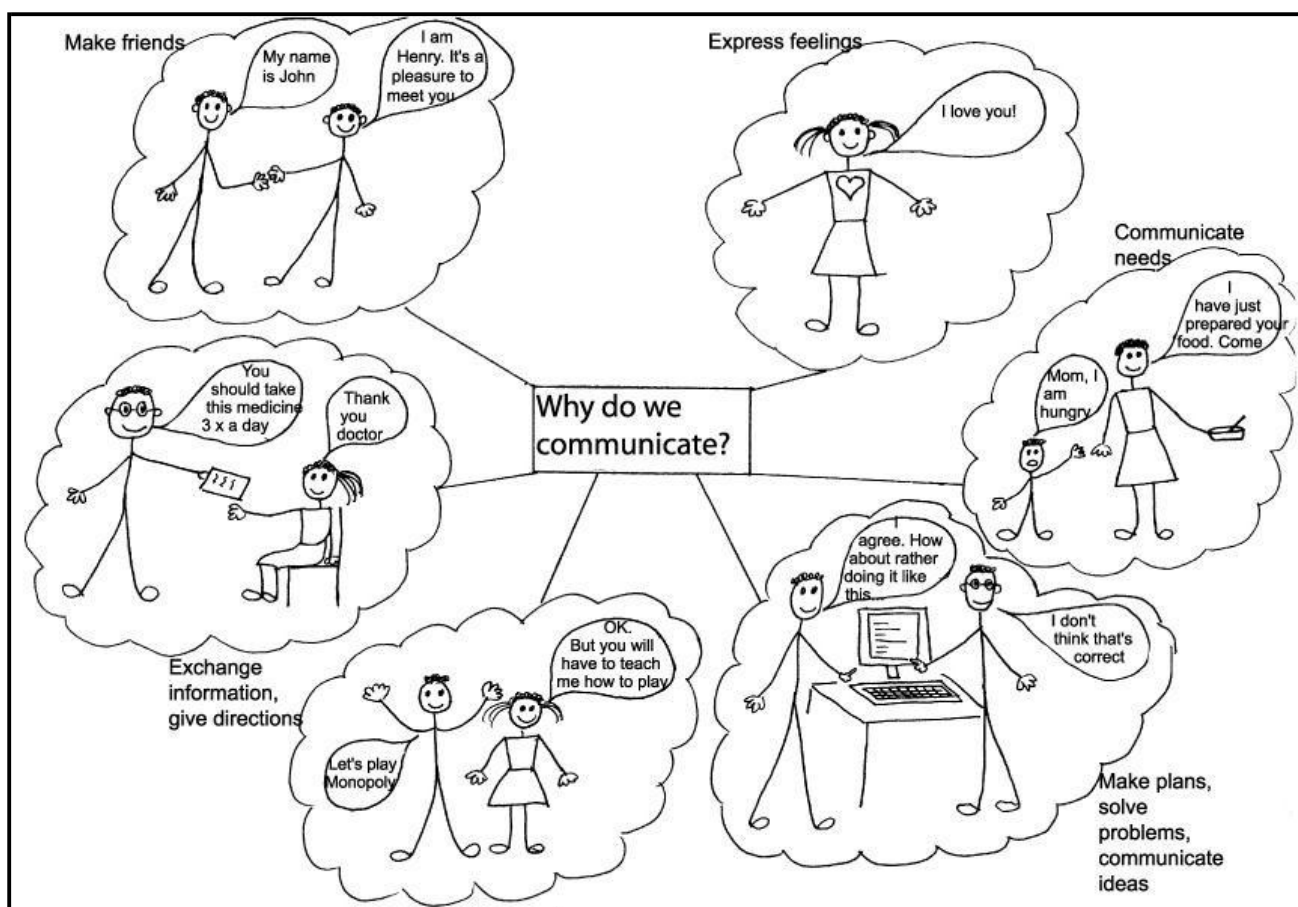 Make friends
My name
is John
I am
Henry. It's a
pleasure to
meet you
Express feelings
I love you!
Communicate
needs
I
have just
prepared your
food. Come
Mom, I
am
hungry
You
should take
this medicine
3 x a day
Thank
you
doctor
Why do we
communicate?
Exchange
information,
give directions
OK.
But you will
have to teach
me how to play
Let's play
Monopoly
I
agree. How
about rather
doing it like
this...
I don't
think that's
correct
Make plans,
solve
problems,
communicate
ideas